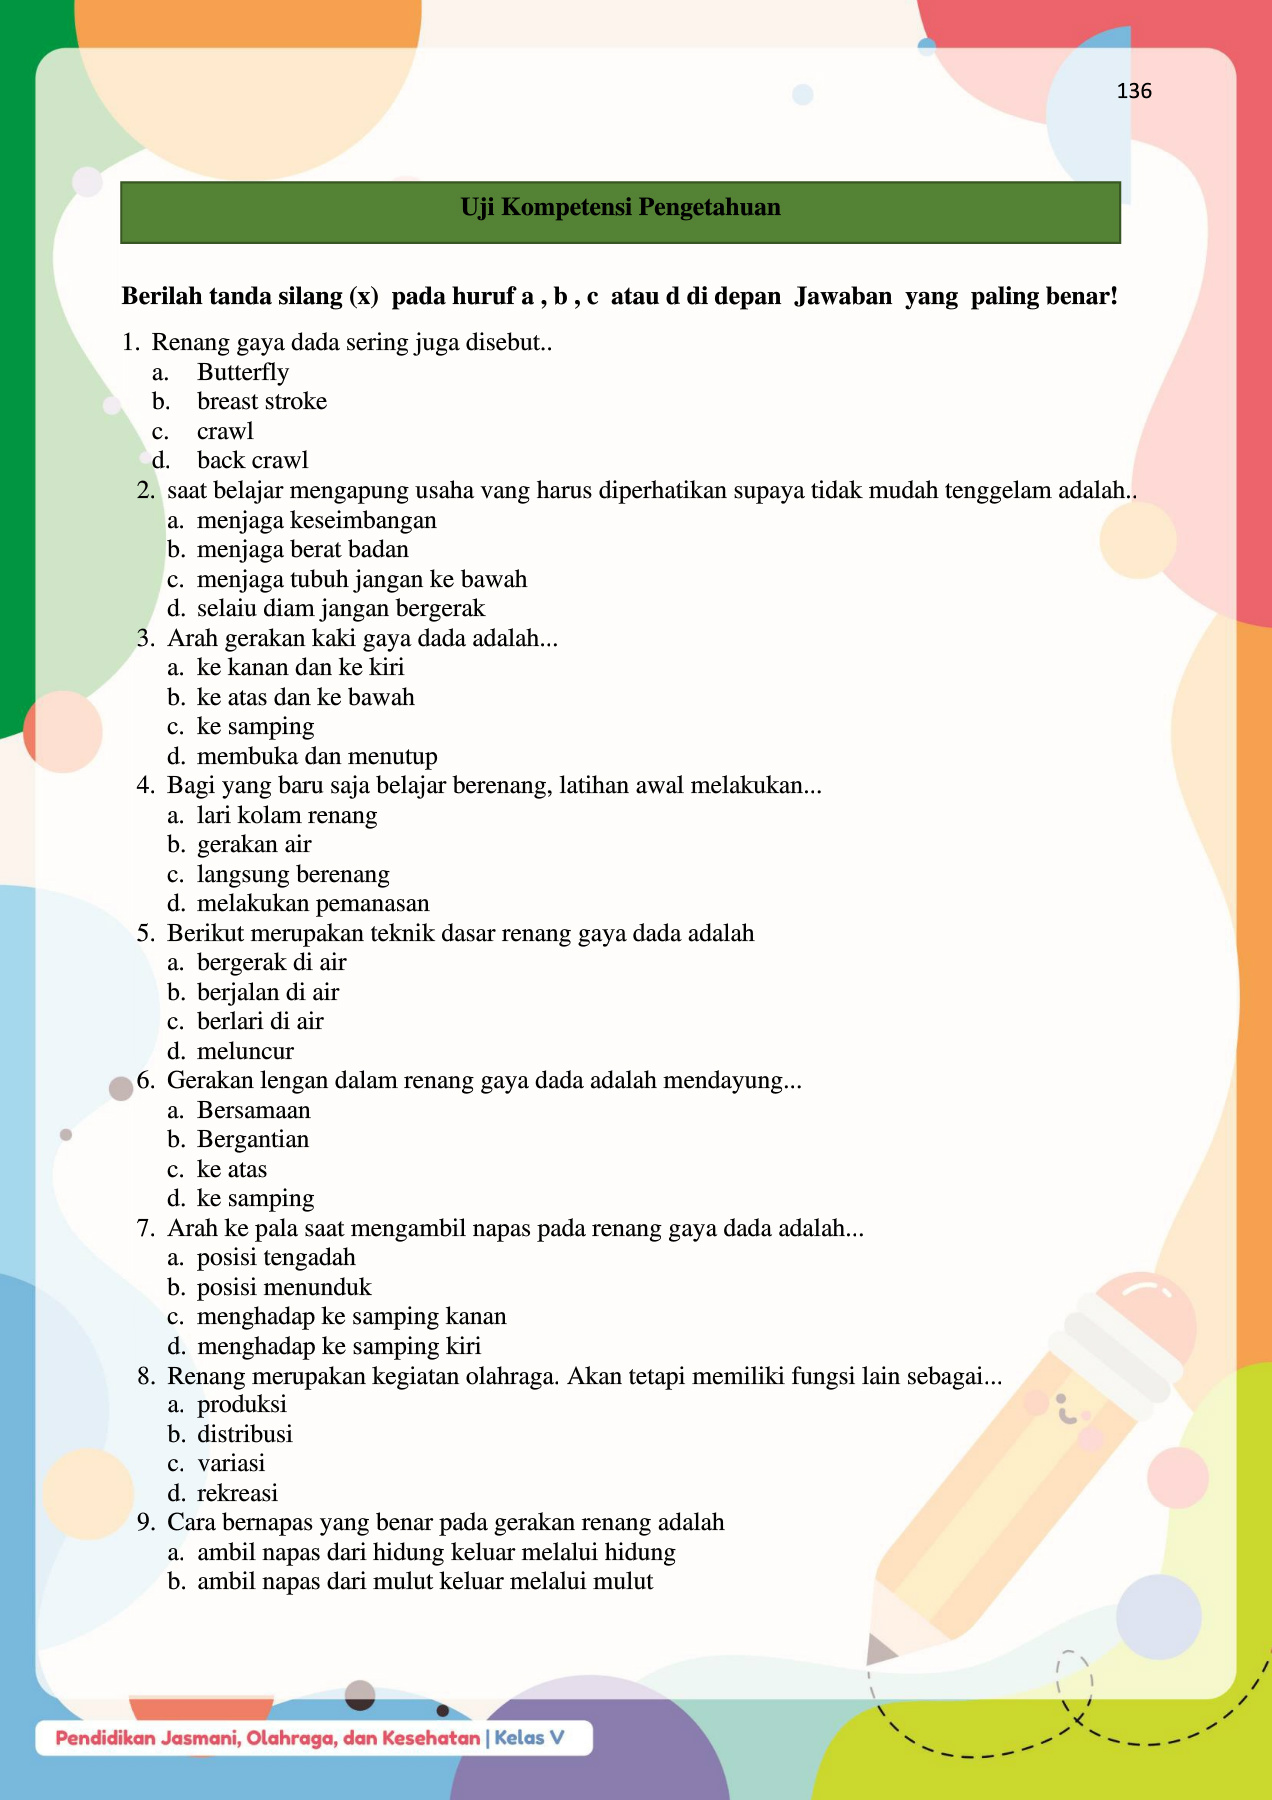 136
Uji Kompetensi Pengetahuan
Berilah tanda silang (x) pada huruf a , b , c atau d di depan Jawaban yang paling benar!
1. Renang gaya dada sering juga disebut..
a. Butterfly
b. breast stroke
c. crawl
d. back crawl
2. saat belajar mengapung usaha vang harus diperhatikan supaya tidak mudah tenggelam adalah..
a. menjaga keseimbangan
b. menjaga berat badan
c. menjaga tubuh jangan ke bawah
d. selaiu diam jangan bergerak
3. Arah gerakan kaki gaya dada adalah...
a. ke kanan dan ke kiri
b. ke atas dan ke bawah
c. ke samping
d. membuka dan menutup
4. Bagi yang baru saja belajar berenang, latihan awal melakukan...
a. lari kolam renang
b. gerakan air
c. langsung berenang
d. melakukan pemanasan
5. Berikut merupakan teknik dasar renang gaya dada adalah
a. bergerak di air
b. berjalan di air
c. berlari di air
d. meluncur
6. Gerakan lengan dalam renang gaya dada adalah mendayung...
a. Bersamaan
b. Bergantian
c. ke atas
d. ke samping
7. Arah ke pala saat mengambil napas pada renang gaya dada adalah...
a. posisi tengadah
b. posisi menunduk
c. menghadap ke samping kanan
d. menghadap ke samping kiri
8. Renang merupakan kegiatan olahraga. Akan tetapi memiliki fungsi lain sebagai...
a. produksi
b. distribusi
c. variasi
d. rekreasi
9. Cara bernapas yang benar pada gerakan renang adalah
a. ambil napas dari hidung keluar melalui hidung
b. ambil napas dari mulut keluar melalui mulut
Pendidikan Jasmani, Olahraga, dan Kesehatan | Kelas V